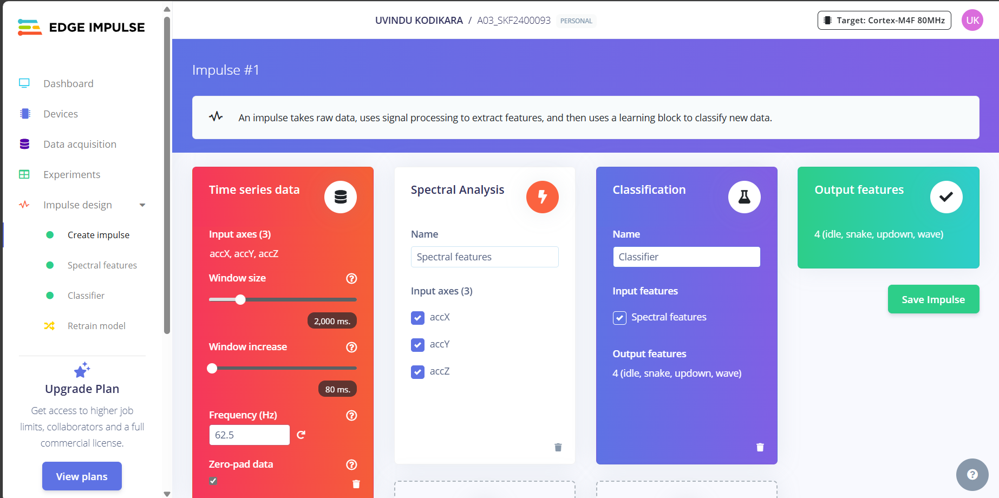 EDGE IMPULSE
UVINDU KODIKARA / A03_SKF2400093 PERSONAL
Target: Cortex-M4F 80MHz
UK
Dashboard
Devices
Data acquisition
Experiments
Impulse design
Create impulse
Spectral features
Classifier
Retrain model
Upgrade Plan
Get access to higher job
limits, collaborators and a full
commercial license.
View plans
Impulse #1
An impulse takes raw data, uses signal processing to extract features, and then uses a learning block to classify new data.
Time series data
Input axes (3)
accX, accY, accZ
Window size
?
2,000 ms.
Window increase
?
80 ms.
Frequency (Hz)
?
62.5
Zero-pad data
?
Spectral Analysis
Name
Spectral features
Input axes (3)
accX
accY
accZ
Classification
Name
Classifier
Input features
Spectral features
Output features
4 (idle, snake, updown, wave)
Output features
4 (idle, snake, updown, wave)
Save Impulse
?